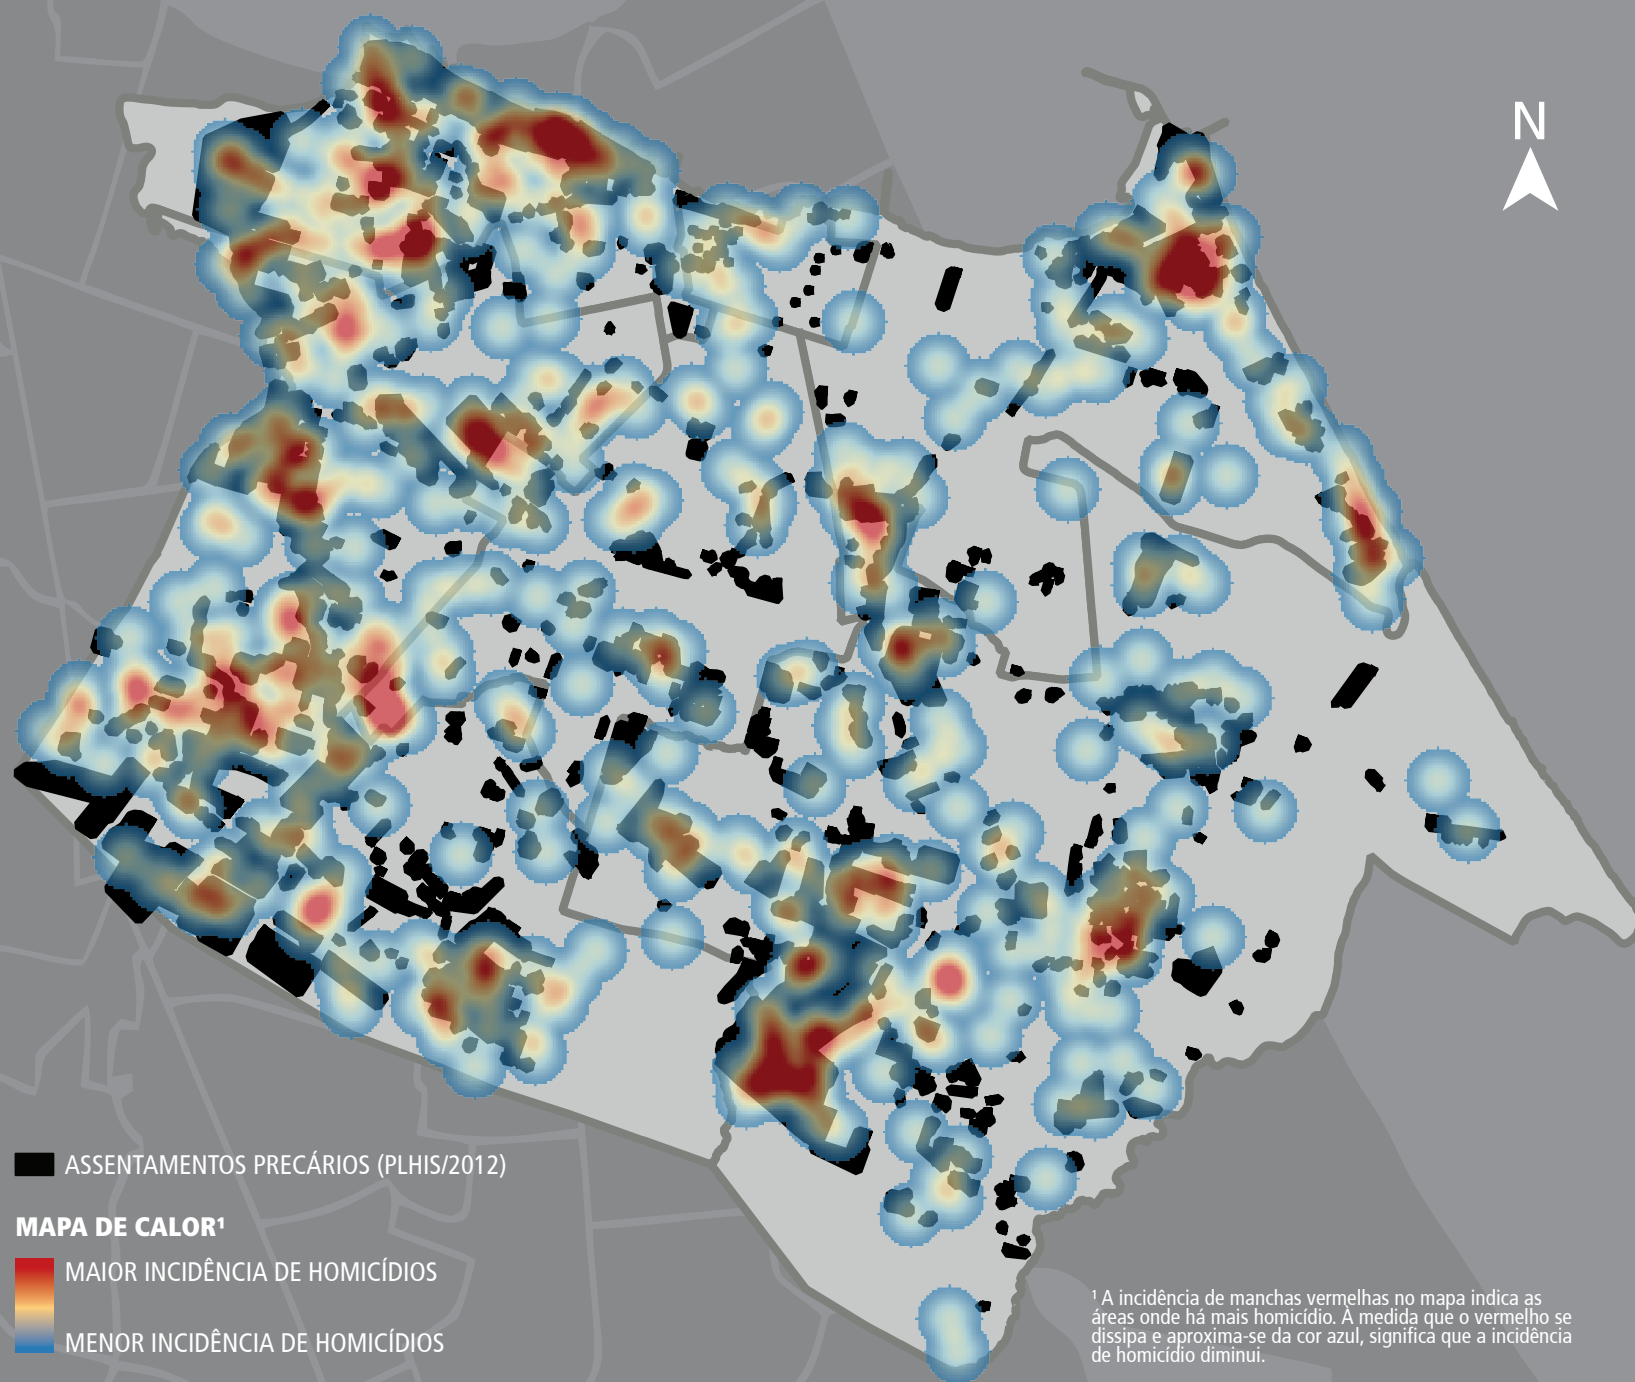 N
ASSENTAMENTOS PRECÁRIOS (PLHIS/2012)
MAPA DE CALOR¹
MAIOR INCIDÊNCIA DE HOMICÍDIOS
MENOR INCIDÊNCIA DE HOMICÍDIOS
¹ A incidência de manchas vermelhas no mapa indica as
áreas onde há mais homicídio. À medida que o vermelho se
dissipa e aproxima-se da cor azul, significa que a incidência
de homicídio diminui.